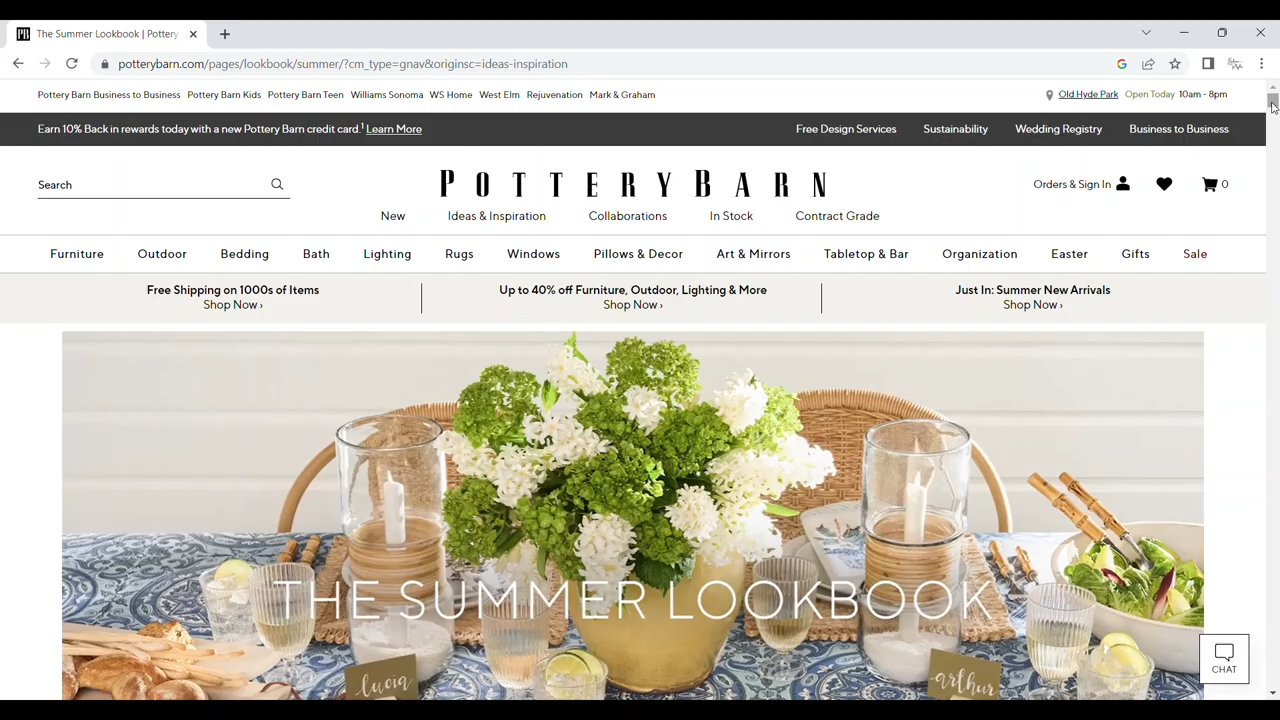 PB The Summer Lookbook | Pottery
potterybarn.com/pages/lookbook/summer/?cm_type=gnav&originsc=ideas-inspiration
Pottery Barn Business to Business Pottery Barn Kids Pottery Barn Teen Williams Sonoma WS Home West Elm Rejuvenation Mark & Graham
Old Hyde Park Open Today 10am - 8pm
Earn 10% Back in rewards today with a new Pottery Barn credit card.¹ Learn More
Free Design Services Sustainability Wedding Registry Business to Business
Search
POTTERY BARN
Orders & Sign In
0
New Ideas & Inspiration Collaborations In Stock Contract Grade
Furniture Outdoor Bedding Bath Lighting Rugs Windows Pillows & Decor Art & Mirrors Tabletop & Bar Organization Easter Gifts Sale
Free Shipping on 1000s of Items
Shop Now ›
Up to 40% off Furniture, Outdoor, Lighting & More
Shop Now ›
Just In: Summer New Arrivals
Shop Now ›
THE SUMMER LOOKBOOK
lucia
arthur
CHAT